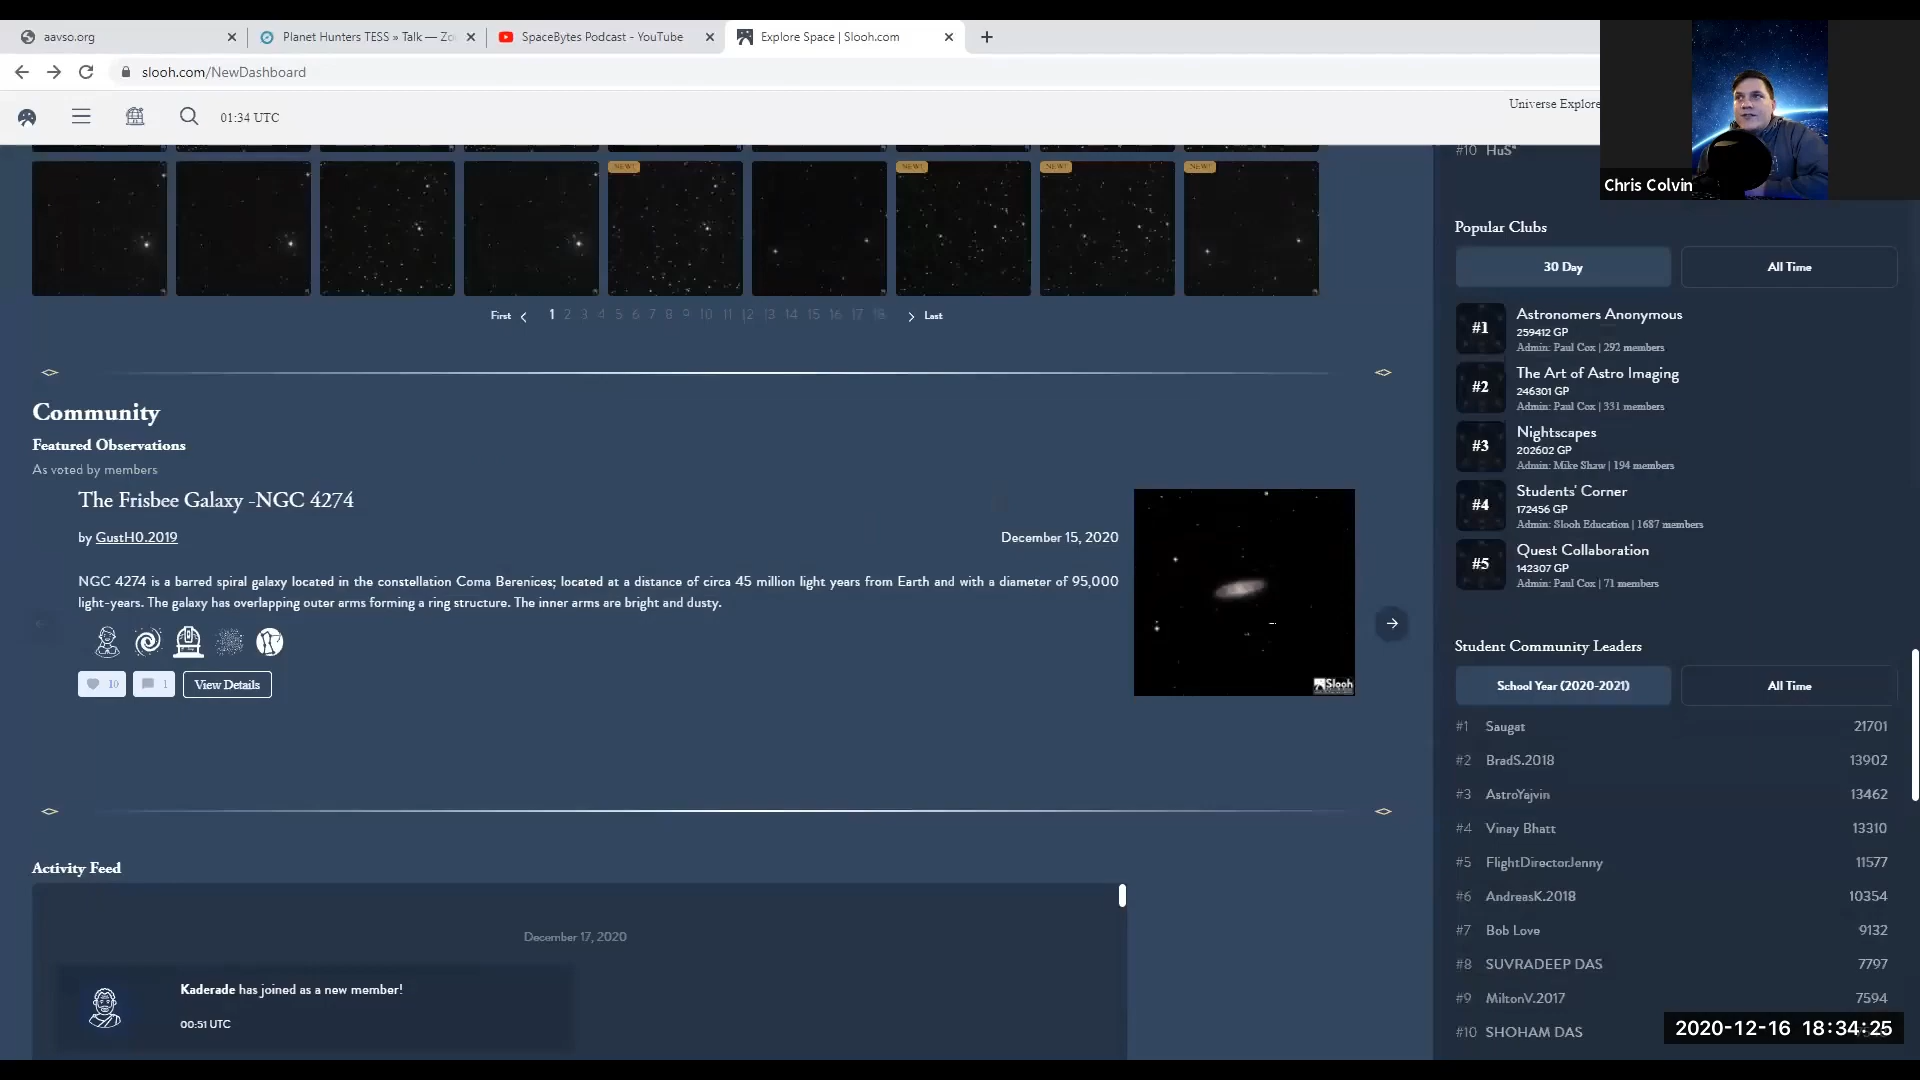 aavso.org
Planet Hunters TESS » Talk — Zo
SpaceBytes Podcast - YouTube
Explore Space | Slooh.com
slooh.com/NewDashboard
01:34 UTC
Universe Explore
Chris Colvin
#10 HuS*
NEW!
NEW!
NEW!
NEW!
First 1 2 3 4 5 6 7 8 9 10 11 12 13 14 15 16 17 18 Last
Community
Featured Observations
As voted by members
The Frisbee Galaxy -NGC 4274
by GustH0.2019
December 15, 2020
NGC 4274 is a barred spiral galaxy located in the constellation Coma Berenices; located at a distance of circa 45 million light years from Earth and with a diameter of 95,000
light-years. The galaxy has overlapping outer arms forming a ring structure. The inner arms are bright and dusty.
10
1
View Details
Slooh
Activity Feed
December 17, 2020
Kaderade has joined as a new member!
00:51 UTC
Popular Clubs
30 Day
All Time
#1 Astronomers Anonymous
259412 GP
Admin: Paul Cox | 292 members
#2 The Art of Astro Imaging
246301 GP
Admin: Paul Cox | 331 members
#3 Nightscapes
202602 GP
Admin: Mike Shaw | 194 members
#4 Students' Corner
172456 GP
Admin: Slooh Education | 1687 members
#5 Quest Collaboration
142307 GP
Admin: Paul Cox | 71 members
Student Community Leaders
School Year (2020-2021)
All Time
#1 Saugat 21701
#2 BradS.2018 13902
#3 AstroYajvin 13462
#4 Vinay Bhatt 13310
#5 FlightDirectorJenny 11577
#6 AndreasK.2018 10354
#7 Bob Love 9132
#8 SUVRADEEP DAS 7797
#9 MiltonV.2017 7594
#10 SHOHAM DAS
2020-12-16 18:34:25